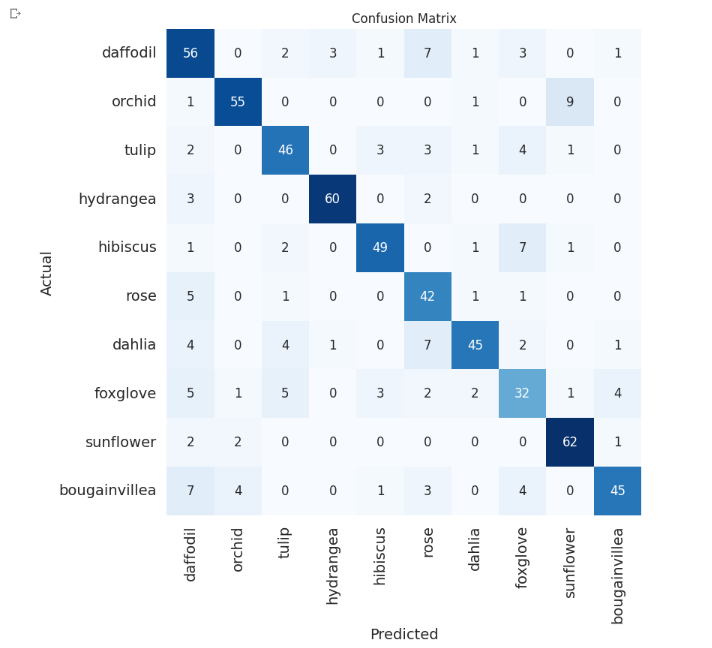 Confusion Matrix
daffodil 56 0 2 3 1 7 1 3 0 1
orchid 1 55 0 0 0 0 1 0 9 0
tulip 2 0 46 0 3 3 1 4 1 0
hydrangea 3 0 0 60 0 2 0 0 0 0
hibiscus 1 0 2 0 49 0 1 7 1 0
rose 5 0 1 0 0 42 1 1 0 0
dahlia 4 0 4 1 0 7 45 2 0 1
foxglove 5 1 5 0 3 2 2 32 1 4
sunflower 2 2 0 0 0 0 0 0 62 1
bougainvillea 7 4 0 0 1 3 0 4 0 45
Actual
daffodil orchid tulip hydrangea hibiscus rose dahlia foxglove sunflower bougainvillea
Predicted